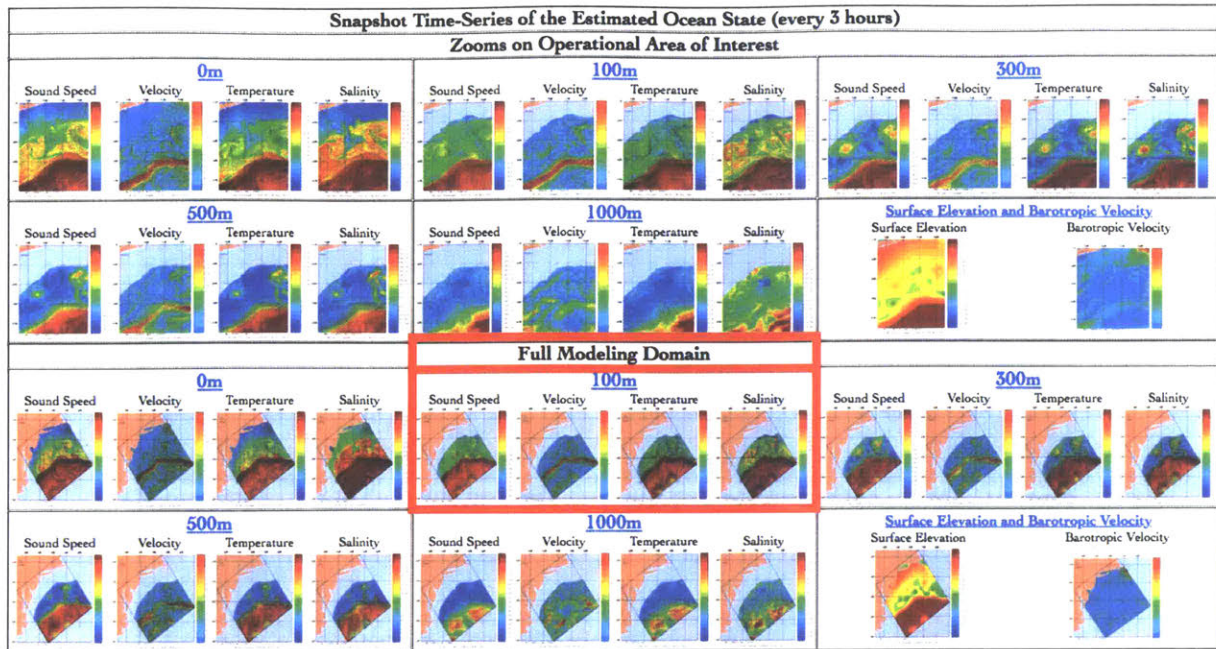 Snapshot Time-Series of the Estimated Ocean State (every 3 hours)
Zooms on Operational Area of Interest
0m
Sound Speed Velocity Temperature Salinity
100m
Sound Speed Velocity Temperature Salinity
300m
Sound Speed Velocity Temperature Salinity
500m
Sound Speed Velocity Temperature Salinity
1000m
Sound Speed Velocity Temperature Salinity
Surface Elevation and Barotropic Velocity
Surface Elevation Barotropic Velocity
Full Modeling Domain
0m
Sound Speed Velocity Temperature Salinity
100m
Sound Speed Velocity Temperature Salinity
300m
Sound Speed Velocity Temperature Salinity
500m
Sound Speed Velocity Temperature Salinity
1000m
Sound Speed Velocity Temperature Salinity
Surface Elevation and Barotropic Velocity
Surface Elevation Barotropic Velocity